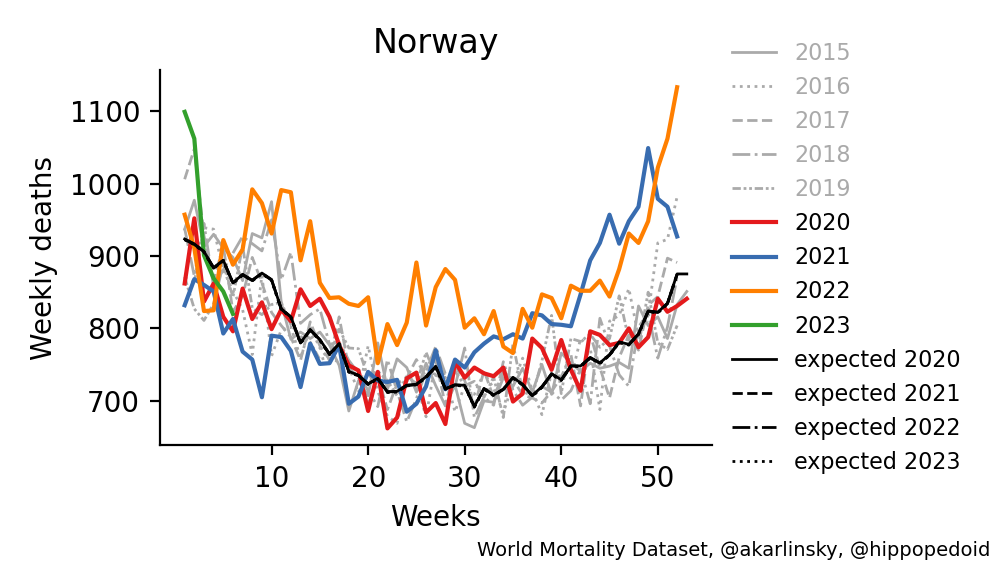 Norway
Weekly deaths
1100
1000
900
800
700
10 20 30 40 50
Weeks
2015
2016
2017
2018
2019
2020
2021
2022
2023
expected 2020
expected 2021
expected 2022
expected 2023
World Mortality Dataset, @akarlinsky, @hippopedoid